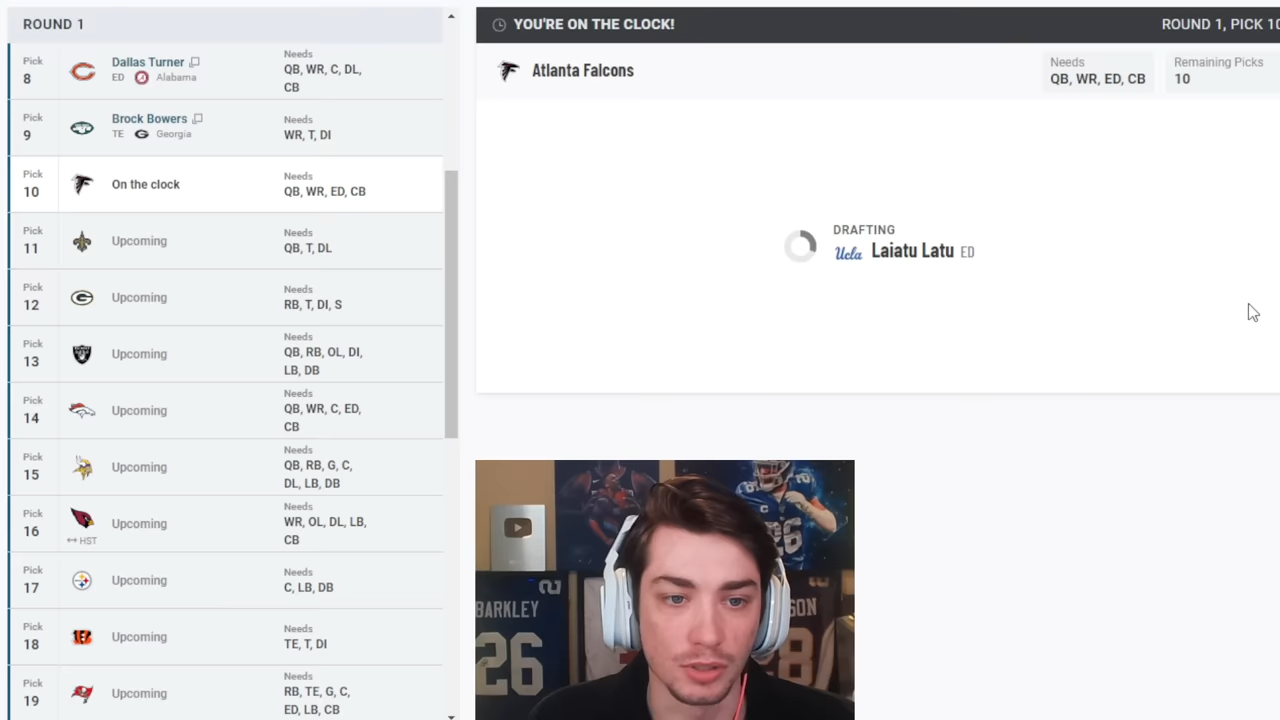 ROUND 1
Pick
8
Dallas Turner
ED Alabama
Needs
QB, WR, C, DL,
CB
Pick
9
Brock Bowers
TE Georgia
Needs
WR, T, DI
Pick
10
On the clock
Needs
QB, WR, ED, CB
Pick
11
Upcoming
Needs
QB, T, DL
Pick
12
Upcoming
Needs
RB, T, DI, S
Pick
13
Upcoming
Needs
QB, RB, OL, DI,
LB, DB
Pick
14
Upcoming
Needs
QB, WR, C, ED,
CB
Pick
15
Upcoming
Needs
QB, RB, G, C,
DL, LB, DB
Pick
16
HST
Upcoming
Needs
WR, OL, DL, LB,
CB
Pick
17
Upcoming
Needs
C, LB, DB
Pick
18
Upcoming
Needs
TE, T, DI
Pick
19
Upcoming
Needs
RB, TE, G, C,
ED, LB, CB
YOU'RE ON THE CLOCK!
ROUND 1, PICK 10
Atlanta Falcons
Needs
QB, WR, ED, CB
Remaining Picks
10
DRAFTING
Ucla Laiatu Latu ED
26
BARKLEY
26
SON
8